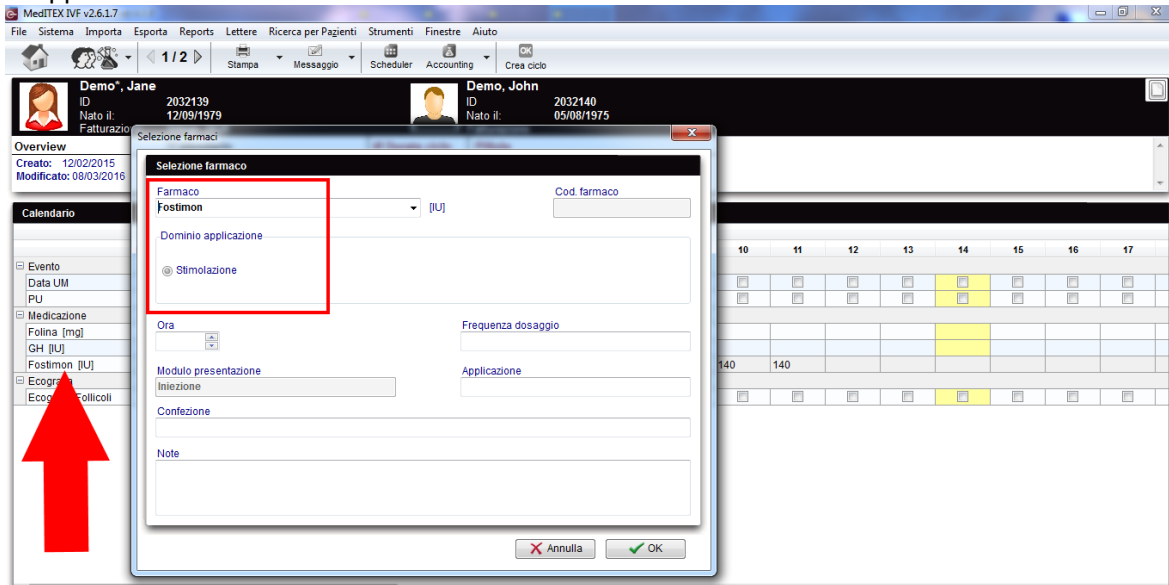 MedITEX IVF v2.6.1.7
File Sistema Importa Esporta Reports Lettere Ricerca per Pazienti Strumenti Finestre Aiuto
1 / 2 Stampa Messaggio Scheduler Accounting OK Crea ciclo
Demo*, Jane
ID 2032139
Nato il: 12/09/1979
Fatturazio
Demo, John
ID 2032140
Nato il: 05/08/1975
Overview
Creato: 12/02/2015
Modificato: 08/03/2016
Calendario
10 11 12 13 14 15 16 17
Evento
Data UM
PU
Medicazione
Folina [mg]
GH [IU]
Fostimon [IU] 140 140
Ecografia
Follicoli
Selezione farmaci
Selezione farmaco
Farmaco Cod. farmaco
Fostimon [IU]
Dominio applicazione
Stimolazione
Ora Frequenza dosaggio
Modulo presentazione Applicazione
Iniezione
Confezione
Note
Annulla OK